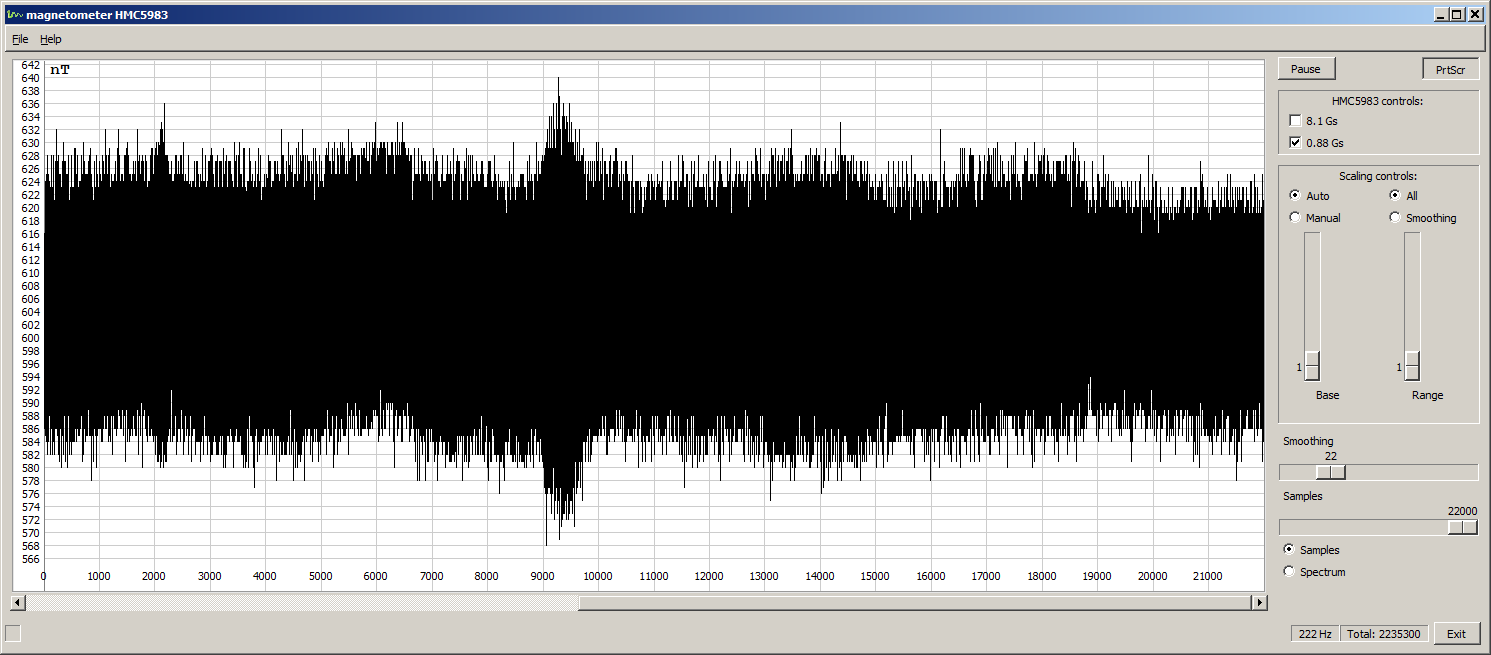 magnetometer HMC5983
File Help
nT
642
640
638
636
634
632
630
628
626
624
622
620
618
616
614
612
610
608
606
604
602
600
598
596
594
592
590
588
586
584
582
580
578
576
574
572
570
568
566
0 1000 2000 3000 4000 5000 6000 7000 8000 9000 10000 11000 12000 13000 14000 15000 16000 17000 18000 19000 20000 21000
Pause PrtScr
HMC5983 controls:
8.1 Gs
0.88 Gs
Scaling controls:
Auto All
Manual Smoothing
1 1
Base Range
Smoothing
22
Samples
22000
Samples
Spectrum
222 Hz Total: 2235300 Exit